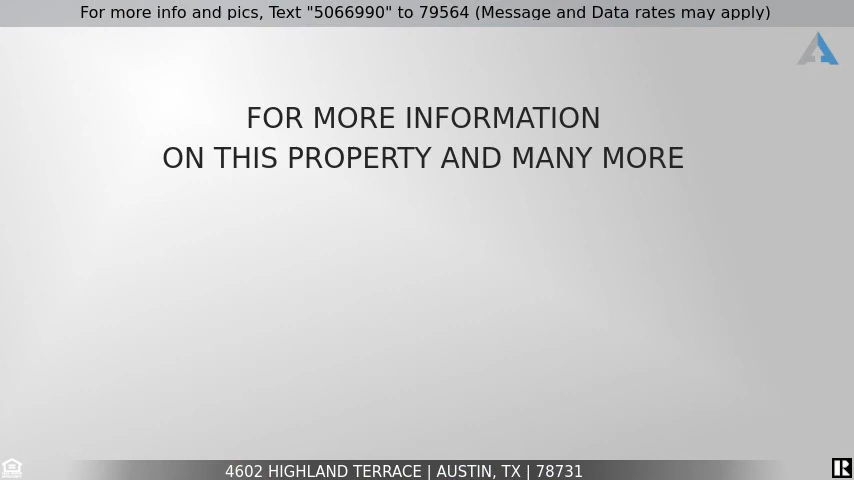 For more info and pics, Text "5066990" to 79564 (Message and Data rates may apply)
FOR MORE INFORMATION
ON THIS PROPERTY AND MANY MORE
4602 HIGHLAND TERRACE | AUSTIN, TX | 78731